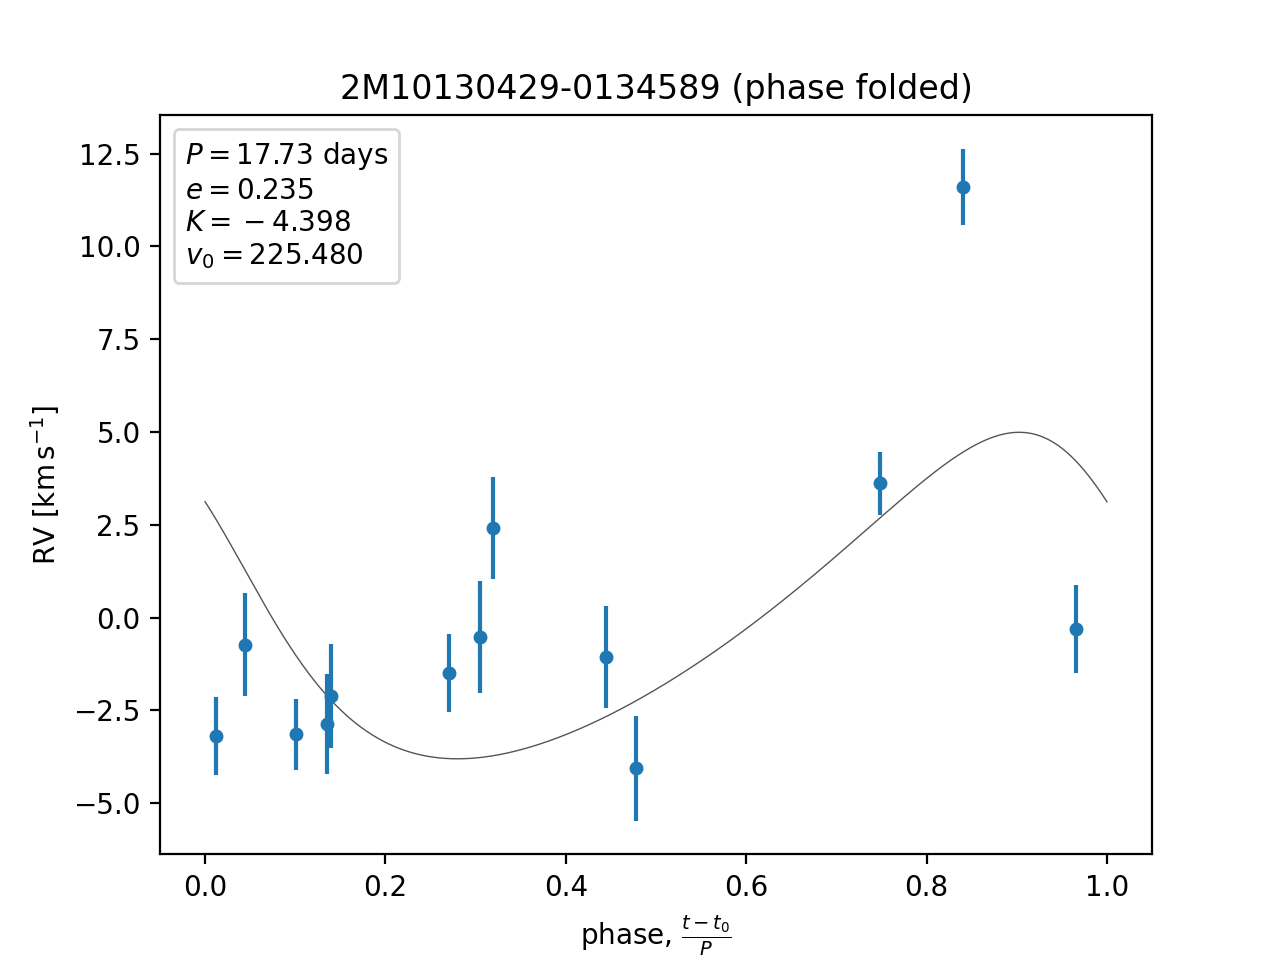 2M10130429-0134589 (phase folded)
P = 17.73 days
e = 0.235
K = −4.398
v₀ = 225.480
12.5
10.0
7.5
5.0
2.5
0.0
−2.5
−5.0
RV [km s⁻¹]
0.0 0.2 0.4 0.6 0.8 1.0
phase, (t − t₀)/P